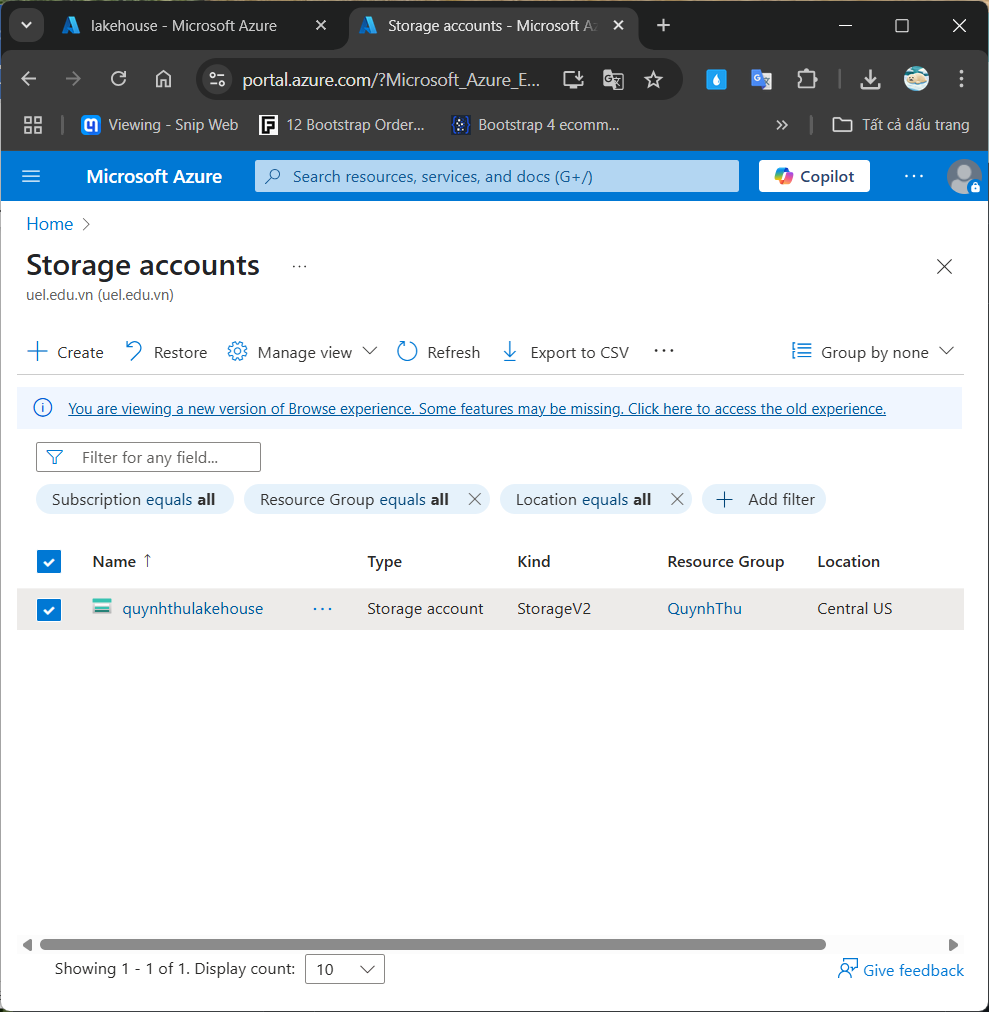 lakehouse - Microsoft Azure
Storage accounts - Microsoft Az
portal.azure.com/?Microsoft_Azure_E...
Viewing - Snip Web
12 Bootstrap Order...
Bootstrap 4 ecomm...
Tất cả dấu trang
Microsoft Azure
Search resources, services, and docs (G+/)
Copilot
Home
Storage accounts
uel.edu.vn (uel.edu.vn)
Create Restore Manage view Refresh Export to CSV Group by none
You are viewing a new version of Browse experience. Some features may be missing. Click here to access the old experience.
Filter for any field...
Subscription equals all Resource Group equals all Location equals all Add filter
Name ↑ Type Kind Resource Group Location
quynhthulakehouse Storage account StorageV2 QuynhThu Central US
Showing 1 - 1 of 1. Display count: 10
Give feedback